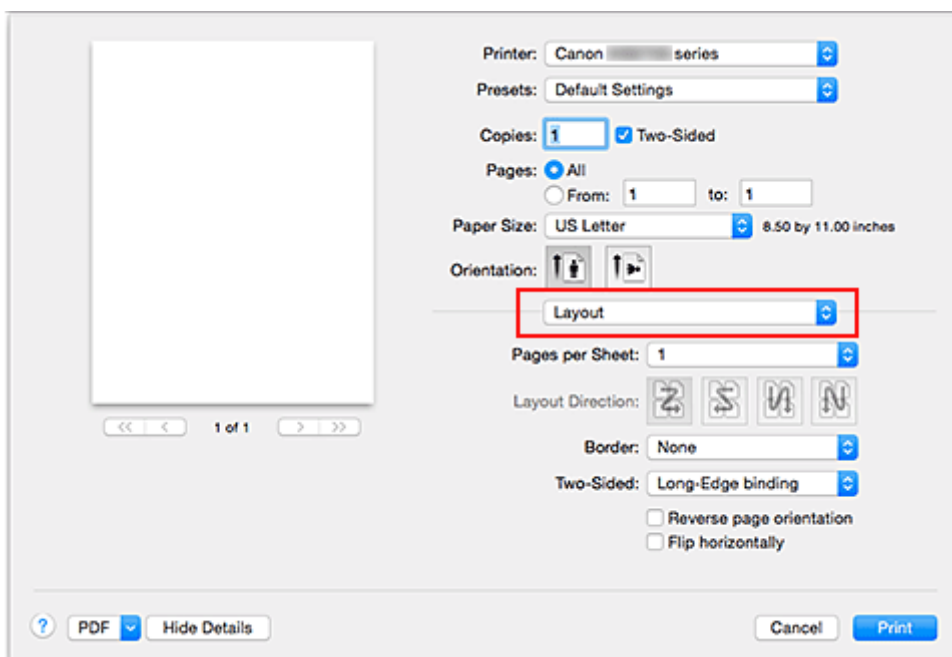 Printer: Canon series
Presets: Default Settings
Copies: 1 Two-Sided
Pages: All
From: 1 to: 1
Paper Size: US Letter 8.50 by 11.00 inches
Orientation:
Layout
Pages per Sheet: 1
Layout Direction:
1 of 1
Border: None
Two-Sided: Long-Edge binding
Reverse page orientation
Flip horizontally
? PDF Hide Details Cancel Print